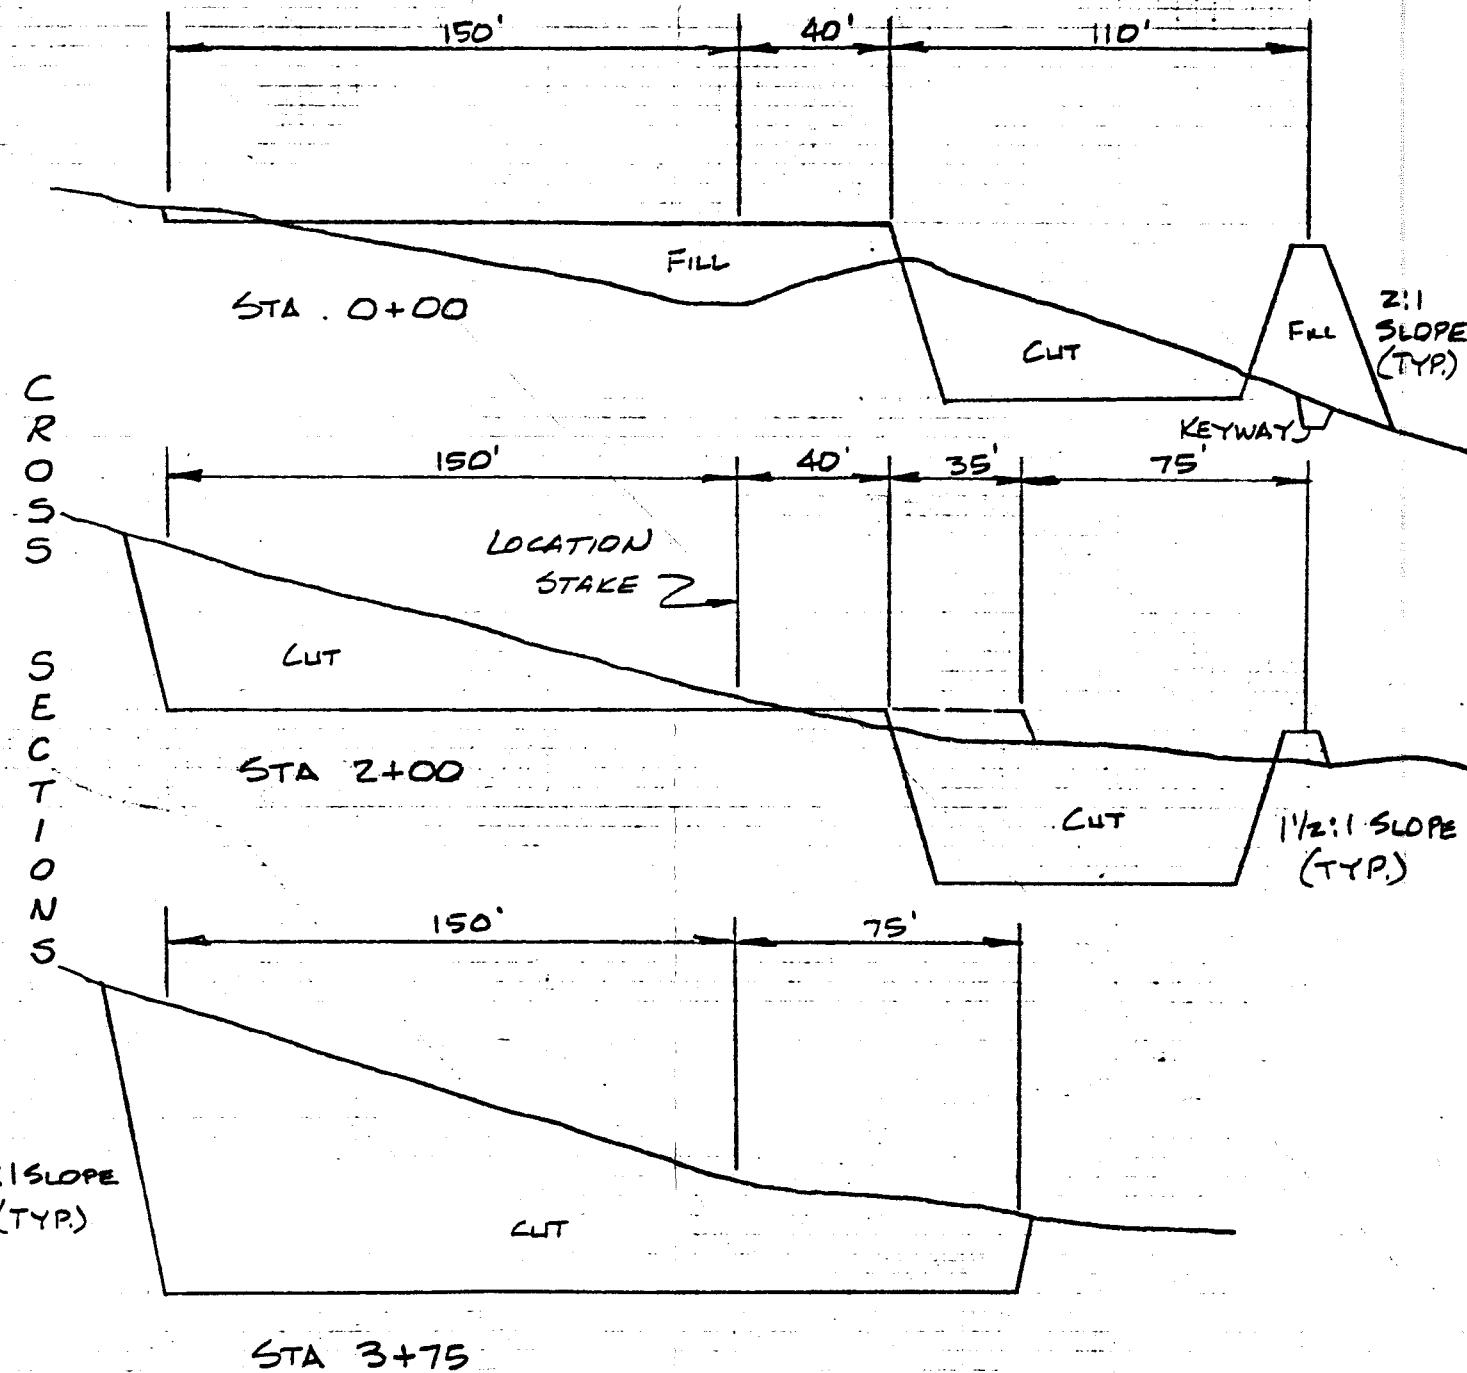 150' 40' 110'
FILL
STA. 0+00
CUT
FILL
2:1
SLOPE
(TYP.)
KEYWAY
CROSS SECTIONS
150' 40' 35' 75'
LOCATION
STAKE
CUT
STA 2+00
CUT
1 1/2:1 SLOPE
(TYP.)
150' 75'
:1 SLOPE
(TYP.)
CUT
STA 3+75